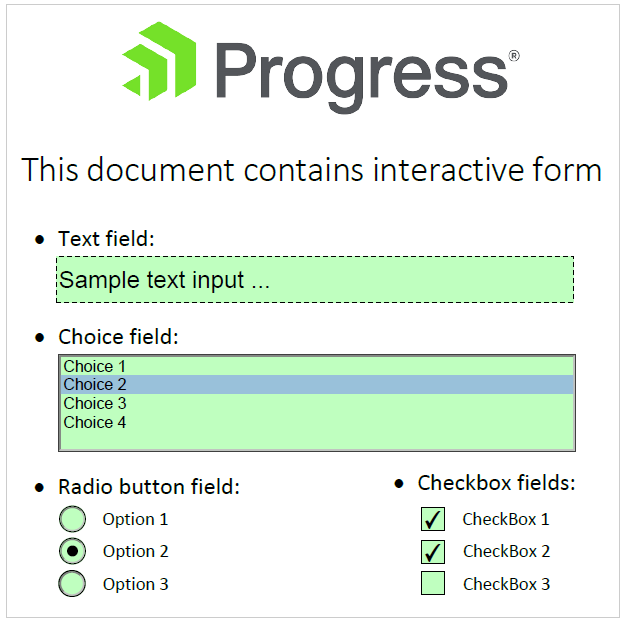 Progress®
This document contains interactive form
• Text field:
Sample text input ...
• Choice field:
Choice 1
Choice 2
Choice 3
Choice 4
• Radio button field:
Option 1
Option 2
Option 3
• Checkbox fields:
CheckBox 1
CheckBox 2
CheckBox 3